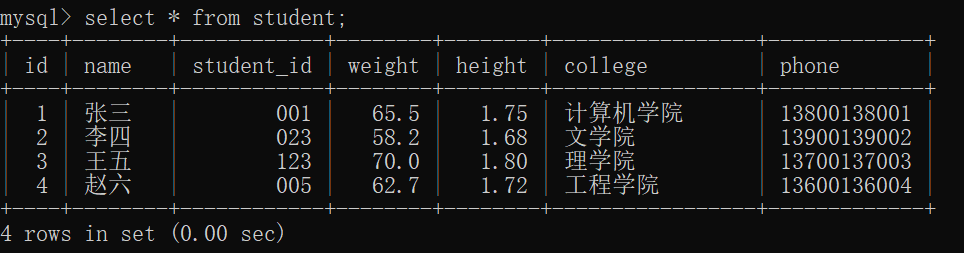 mysql> select * from student;
+----+--------+------------+--------+--------+-----------------+-------------+
| id | name | student_id | weight | height | college | phone |
+----+--------+------------+--------+--------+-----------------+-------------+
| 1 | 张三 | 001 | 65.5 | 1.75 | 计算机学院 | 13800138001 |
| 2 | 李四 | 023 | 58.2 | 1.68 | 文学院 | 13900139002 |
| 3 | 王五 | 123 | 70.0 | 1.80 | 理学院 | 13700137003 |
| 4 | 赵六 | 005 | 62.7 | 1.72 | 工程学院 | 13600136004 |
+----+--------+------------+--------+--------+-----------------+-------------+
4 rows in set (0.00 sec)